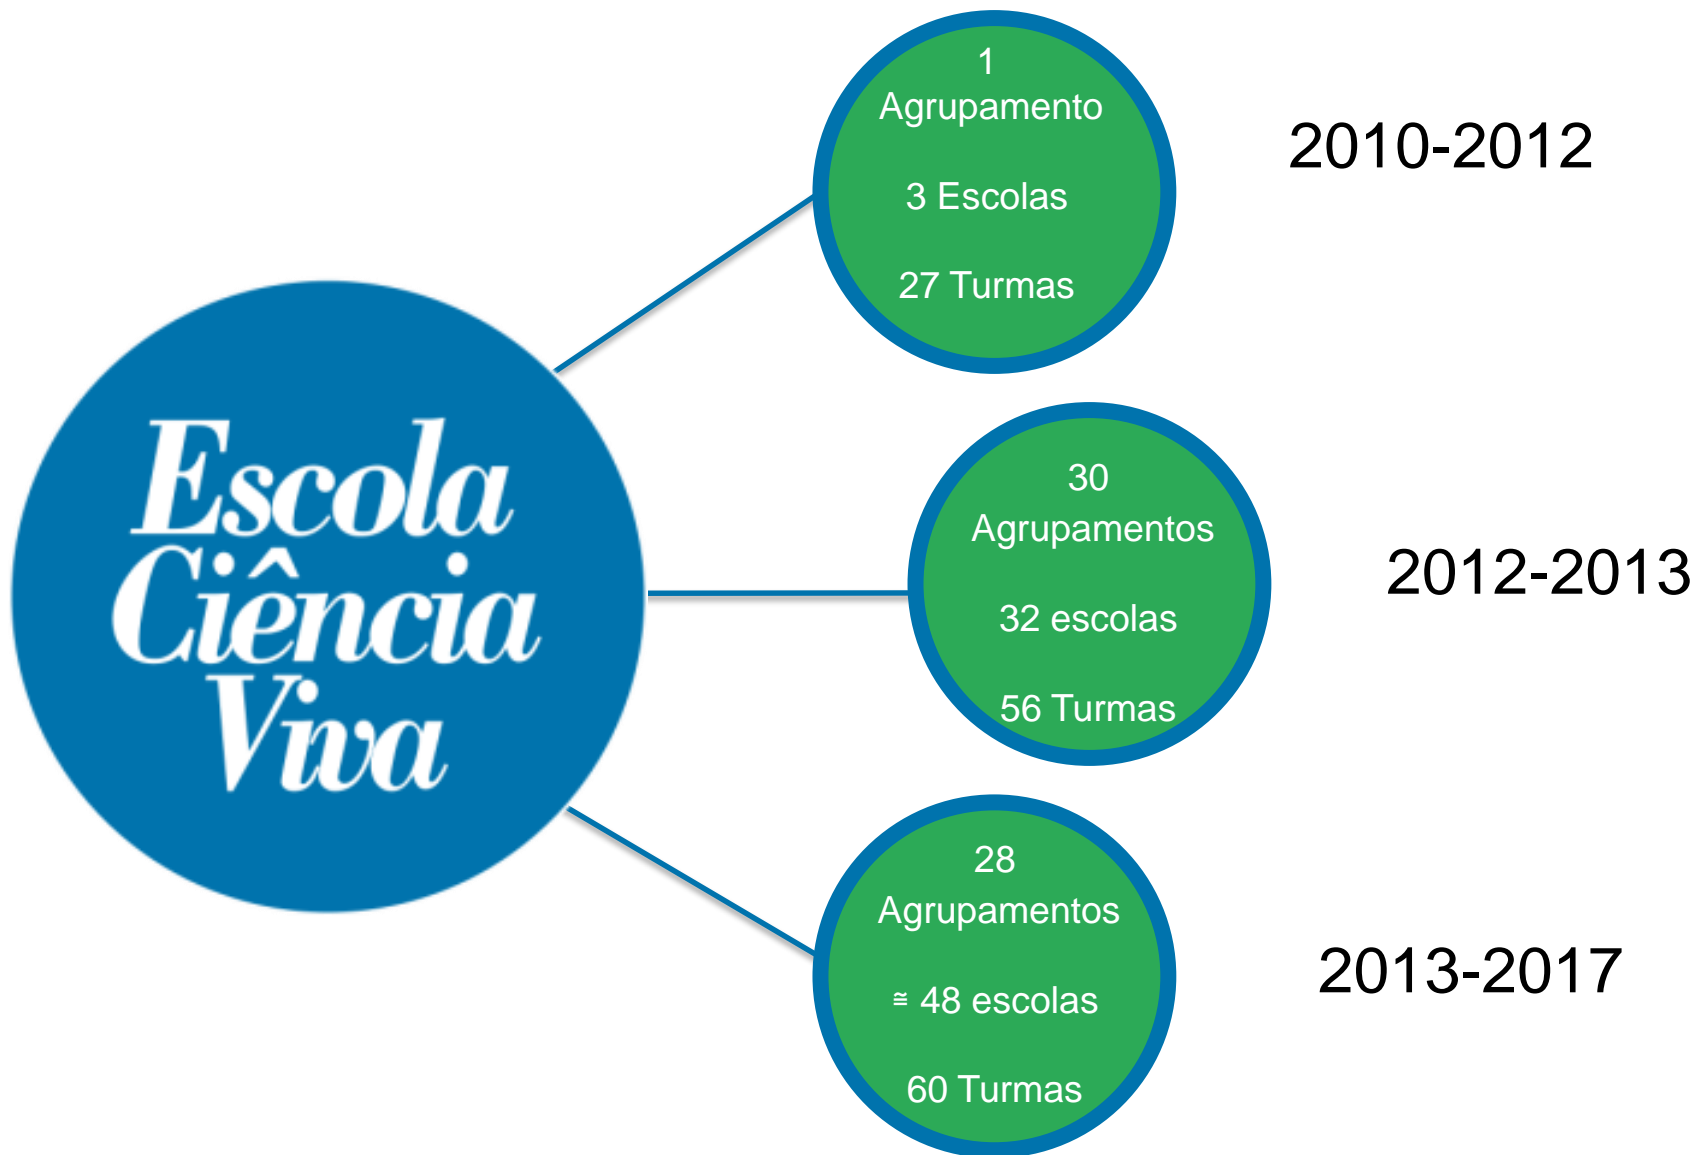 1
Agrupamento
3 Escolas
27 Turmas
2010-2012
Escola
Ciência
Viva
30
Agrupamentos
32 escolas
56 Turmas
2012-2013
28
Agrupamentos
≅ 48 escolas
60 Turmas
2013-2017